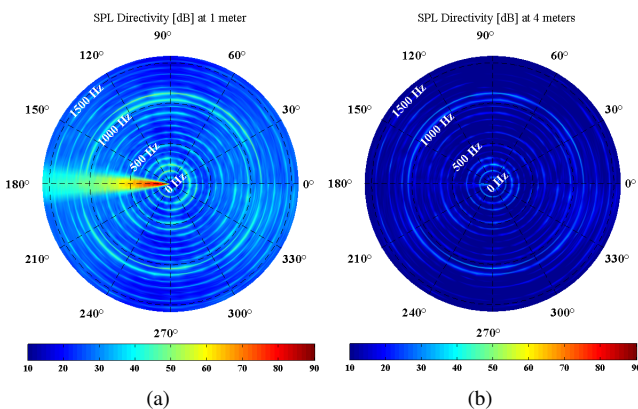 SPL Directivity [dB] at 1 meter
90°
120°
60°
150°
30°
1500 Hz
1000 Hz
500 Hz
0 Hz
180°
0°
210°
330°
240°
300°
270°
10 20 30 40 50 60 70 80 90
(a)
SPL Directivity [dB] at 4 meters
90°
120°
60°
150°
30°
1500 Hz
1000 Hz
500 Hz
0 Hz
180°
0°
210°
330°
240°
300°
270°
10 20 30 40 50 60 70 80 90
(b)